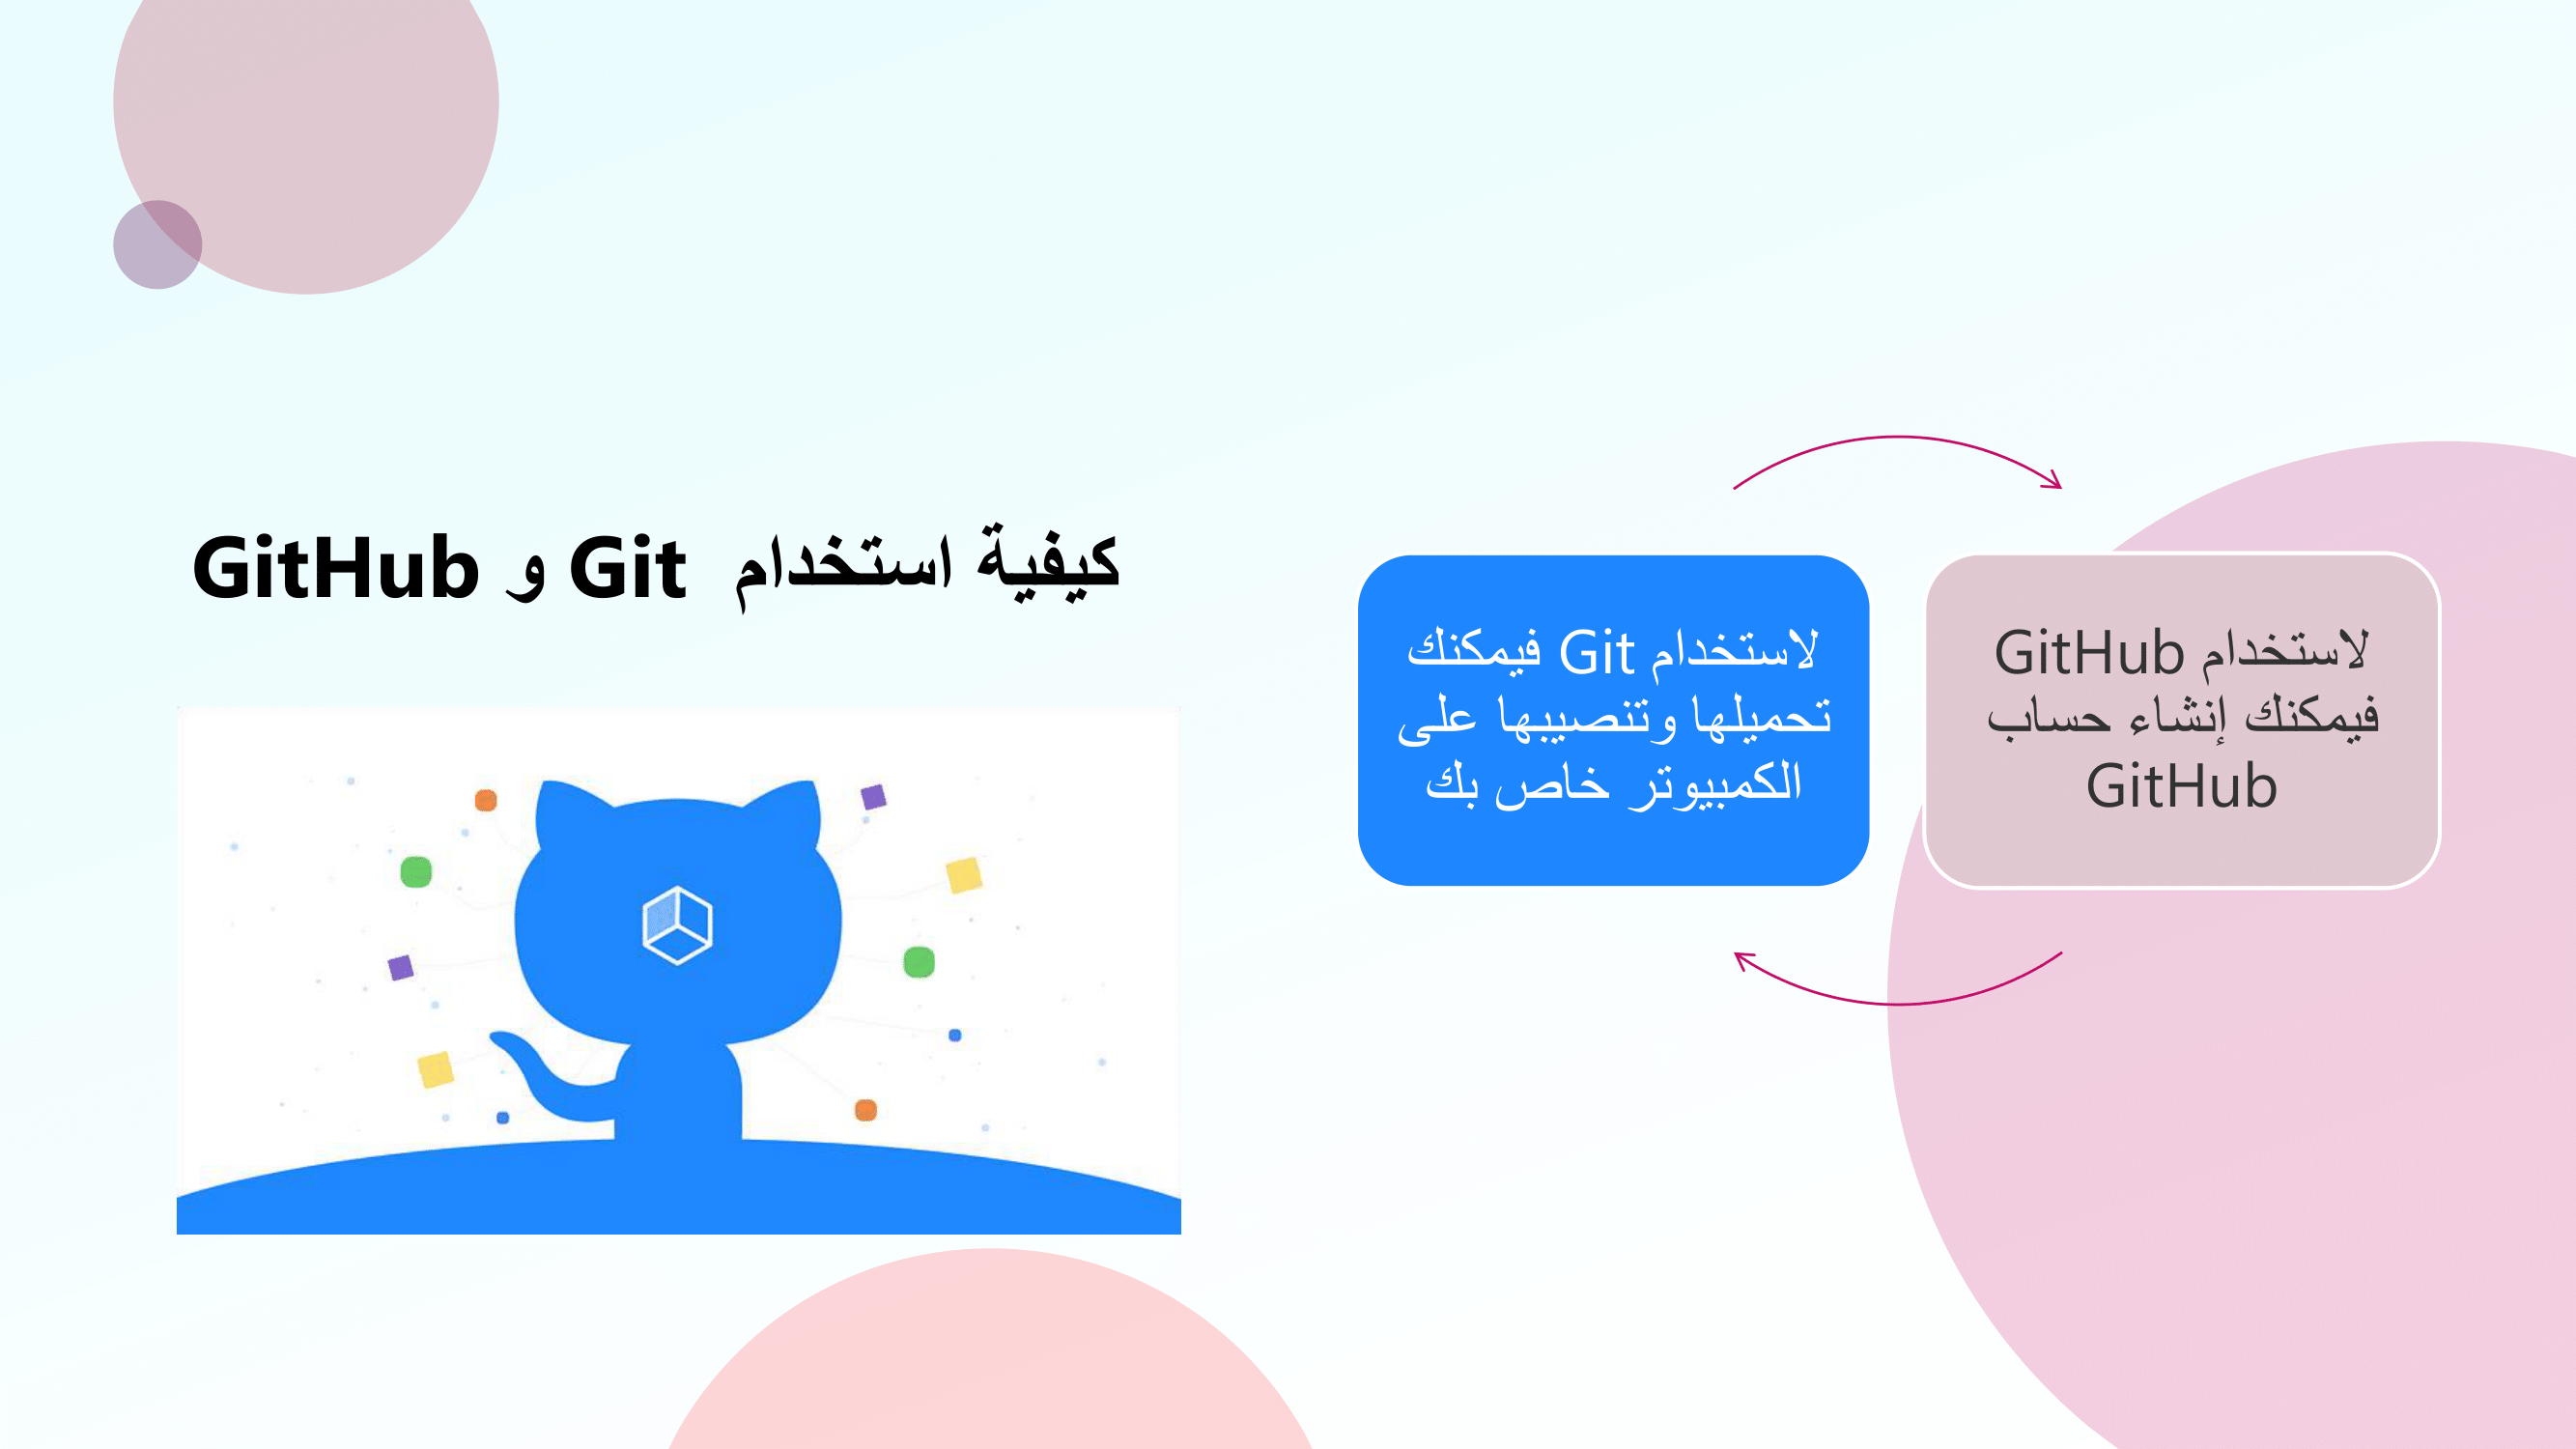 كيفية استخدام  Git و GitHub
لاستخدام GitHub
فيمكنك إنشاء حساب
GitHub
لاستخدام Git فيمكنك
تحميلها وتنصيبها على
الكمبيوتر خاص بك